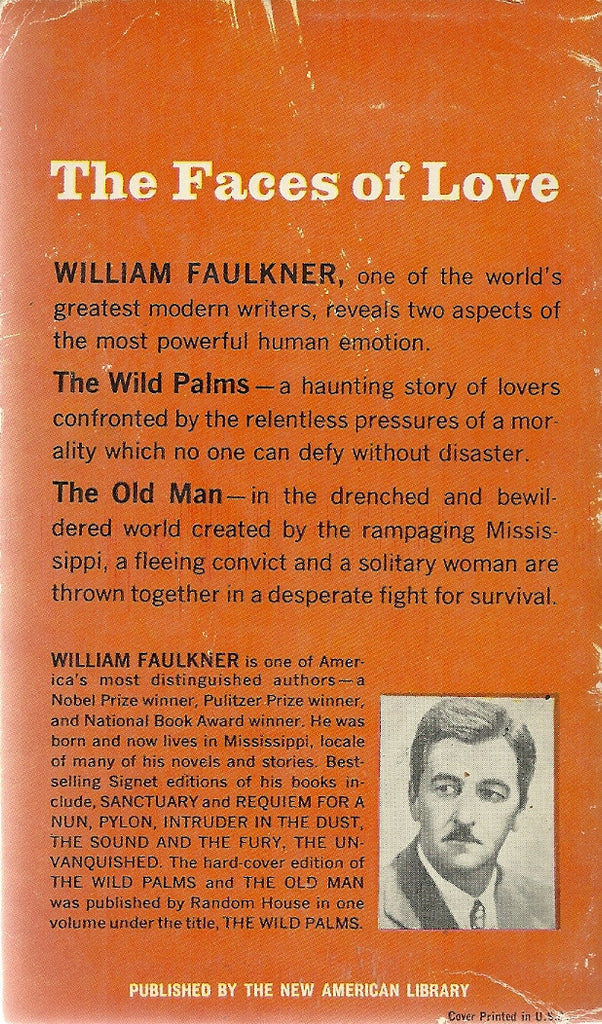 The Faces of Love
WILLIAM FAULKNER, one of the world's
greatest modern writers, reveals two aspects of
the most powerful human emotion.
The Wild Palms—a haunting story of lovers
confronted by the relentless pressures of a mor-
ality which no one can defy without disaster.
The Old Man—in the drenched and bewil-
dered world created by the rampaging Missis-
sippi, a fleeing convict and a solitary woman are
thrown together in a desperate fight for survival.
WILLIAM FAULKNER is one of Amer-
ica's most distinguished authors—a
Nobel Prize winner, Pulitzer Prize winner,
and National Book Award winner. He was
born and now lives in Mississippi, locale
of many of his novels and stories. Best-
selling Signet editions of his books in-
clude, SANCTUARY and REQUIEM FOR A
NUN, PYLON, INTRUDER IN THE DUST,
THE SOUND AND THE FURY, THE UN-
VANQUISHED. The hard-cover edition of
THE WILD PALMS and THE OLD MAN
was published by Random House in one
volume under the title, THE WILD PALMS.
PUBLISHED BY THE NEW AMERICAN LIBRARY
Cover Printed in U.S.